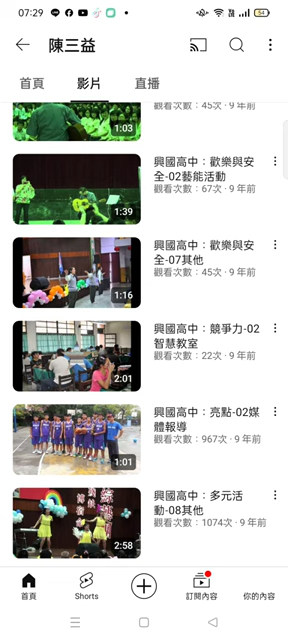 07:29
54
陳三益
首頁
影片
直播
觀看次數：45次 · 9 年前
1:03
興國高中：歡樂與安
全-02藝能活動
觀看次數：67次 · 9 年前
1:39
興國高中：歡樂與安
全-07其他
觀看次數：45次 · 9 年前
1:16
興國高中：競爭力-02
智慧教室
觀看次數：22次 · 9 年前
2:01
興國高中：亮點-02媒
體報導
觀看次數：967次 · 9 年前
1:01
興國高中：多元活
動-08其他
觀看次數：1074次 · 9 年前
2:58
首頁
Shorts
訂閱內容
你的內容